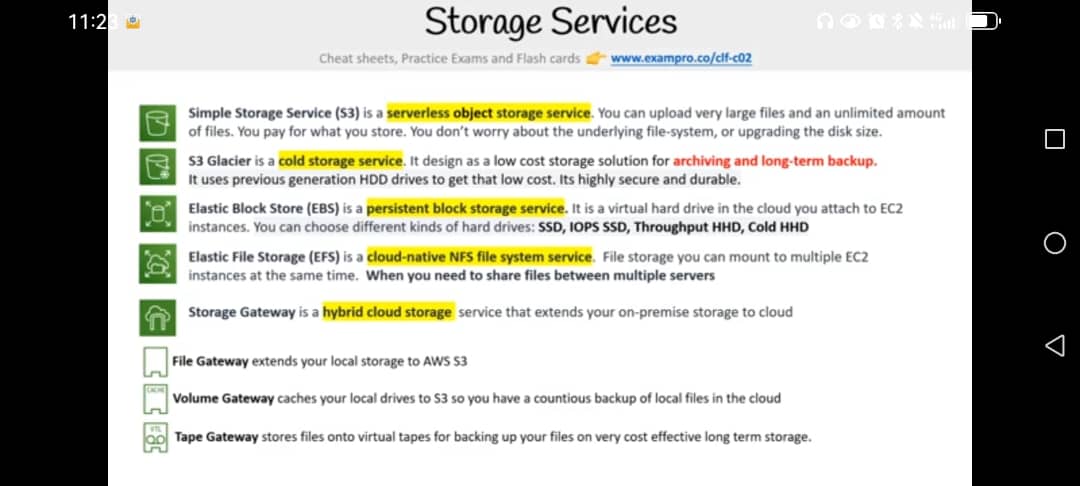 11:23
Storage Services
Cheat sheets, Practice Exams and Flash cards 👉 www.exampro.co/clf-c02
Simple Storage Service (S3) is a serverless object storage service. You can upload very large files and an unlimited amount
of files. You pay for what you store. You don't worry about the underlying file-system, or upgrading the disk size.
S3 Glacier is a cold storage service. It design as a low cost storage solution for archiving and long-term backup.
It uses previous generation HDD drives to get that low cost. Its highly secure and durable.
Elastic Block Store (EBS) is a persistent block storage service. It is a virtual hard drive in the cloud you attach to EC2
instances. You can choose different kinds of hard drives: SSD, IOPS SSD, Throughput HHD, Cold HHD
Elastic File Storage (EFS) is a cloud-native NFS file system service. File storage you can mount to multiple EC2
instances at the same time. When you need to share files between multiple servers
Storage Gateway is a hybrid cloud storage service that extends your on-premise storage to cloud
File Gateway extends your local storage to AWS S3
CACHE
Volume Gateway caches your local drives to S3 so you have a countious backup of local files in the cloud
VTL
Tape Gateway stores files onto virtual tapes for backing up your files on very cost effective long term storage.